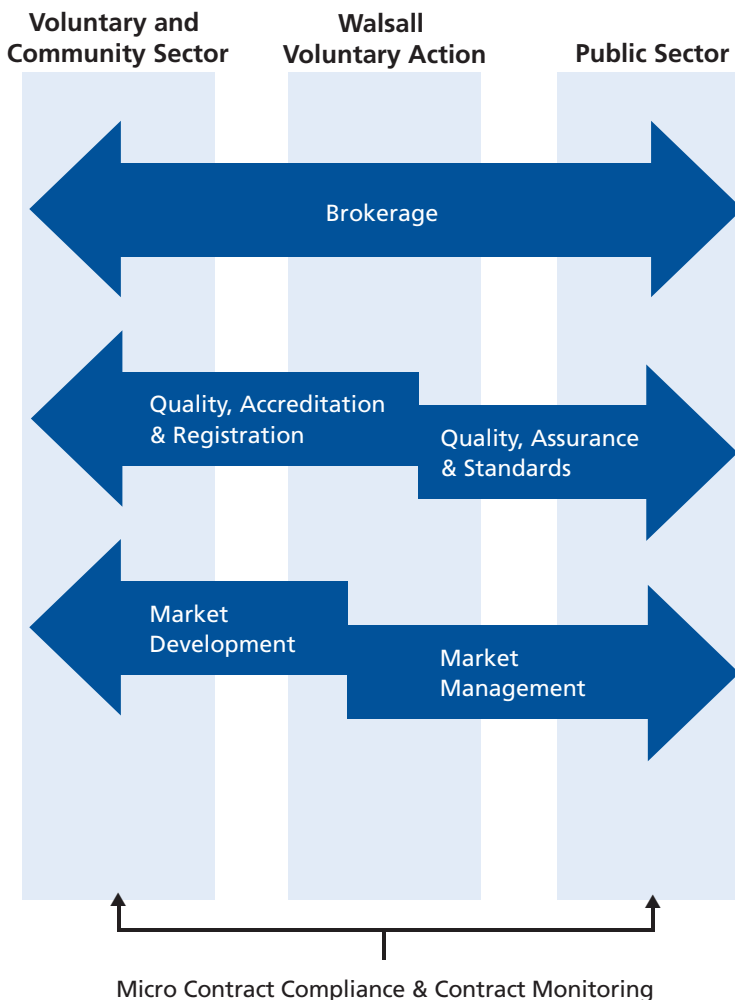 Voluntary and
Community Sector
Walsall
Voluntary Action
Public Sector
Brokerage
Quality, Accreditation
& Registration
Quality, Assurance
& Standards
Market
Development
Market
Management
Micro Contract Compliance & Contract Monitoring